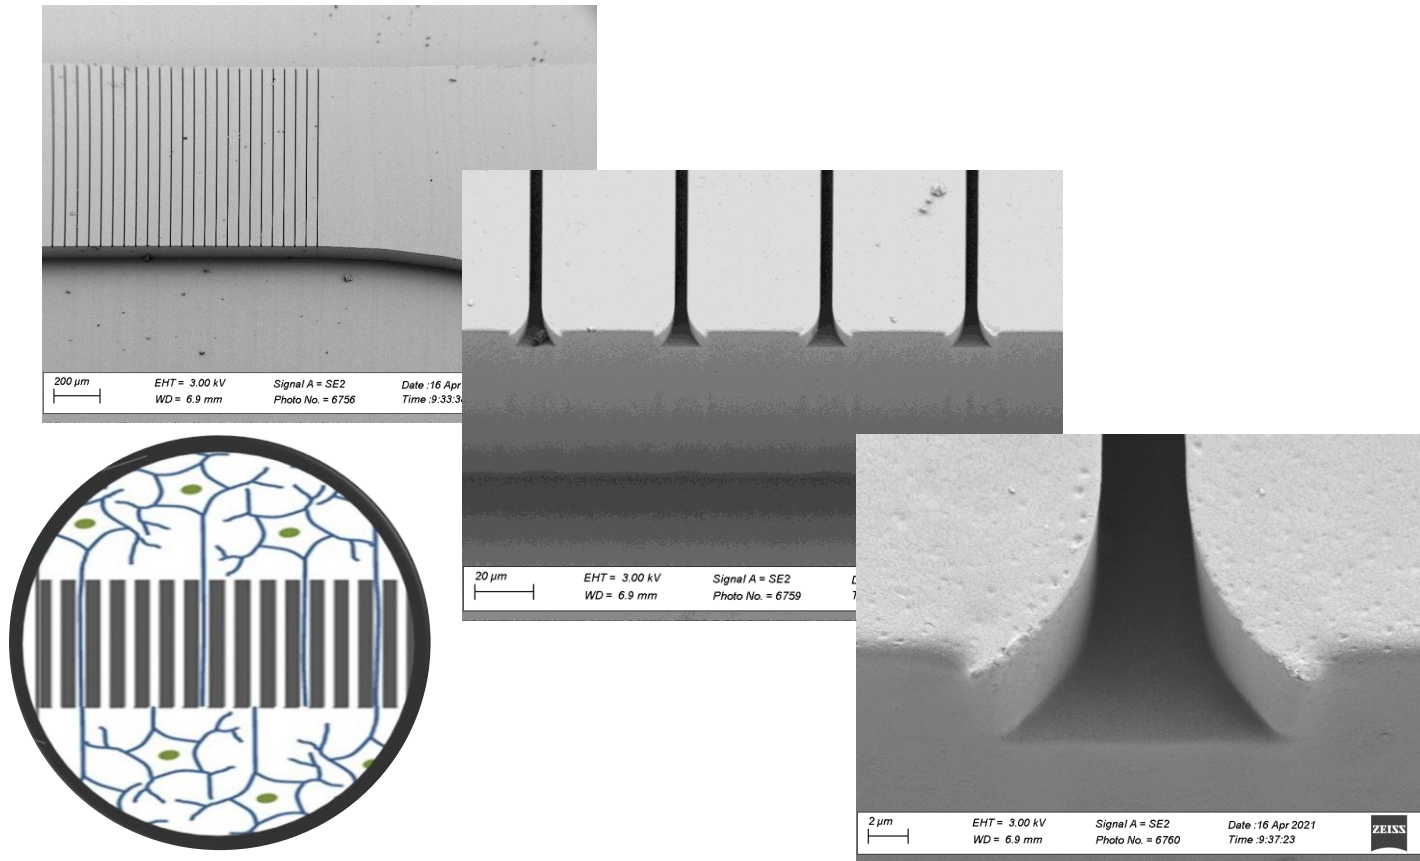 200 µm
EHT = 3.00 kV
Signal A = SE2
Date :16 Apr
WD = 6.9 mm
Photo No. = 6756
20 µm
EHT = 3.00 kV
Signal A = SE2
WD = 6.9 mm
Photo No. = 6759
2 µm
EHT = 3.00 kV
Signal A = SE2
Date :16 Apr 2021
WD = 6.9 mm
Photo No. = 6760
Time :9:37:23
ZEISS